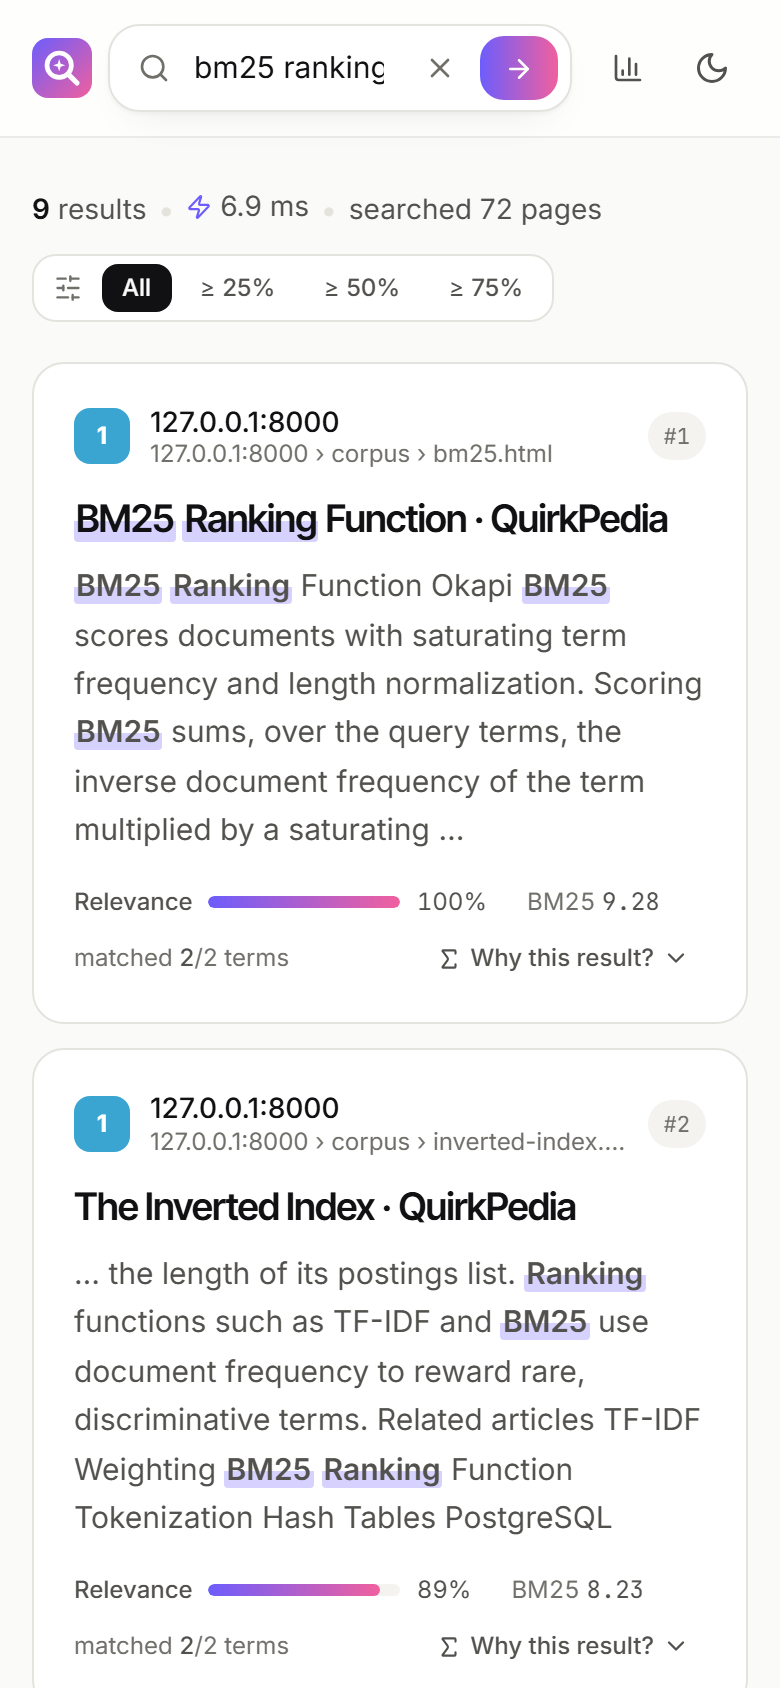 bm25 ranking
9 results • 6.9 ms • searched 72 pages
All ≥ 25% ≥ 50% ≥ 75%
1
127.0.0.1:8000
127.0.0.1:8000 › corpus › bm25.html
#1
BM25 Ranking Function · QuirkPedia
BM25 Ranking Function Okapi BM25
scores documents with saturating term
frequency and length normalization. Scoring
BM25 sums, over the query terms, the
inverse document frequency of the term
multiplied by a saturating ...
Relevance 100% BM25 9.28
matched 2/2 terms Σ Why this result?
1
127.0.0.1:8000
127.0.0.1:8000 › corpus › inverted-index....
#2
The Inverted Index · QuirkPedia
... the length of its postings list. Ranking
functions such as TF-IDF and BM25 use
document frequency to reward rare,
discriminative terms. Related articles TF-IDF
Weighting BM25 Ranking Function
Tokenization Hash Tables PostgreSQL
Relevance 89% BM25 8.23
matched 2/2 terms Σ Why this result?